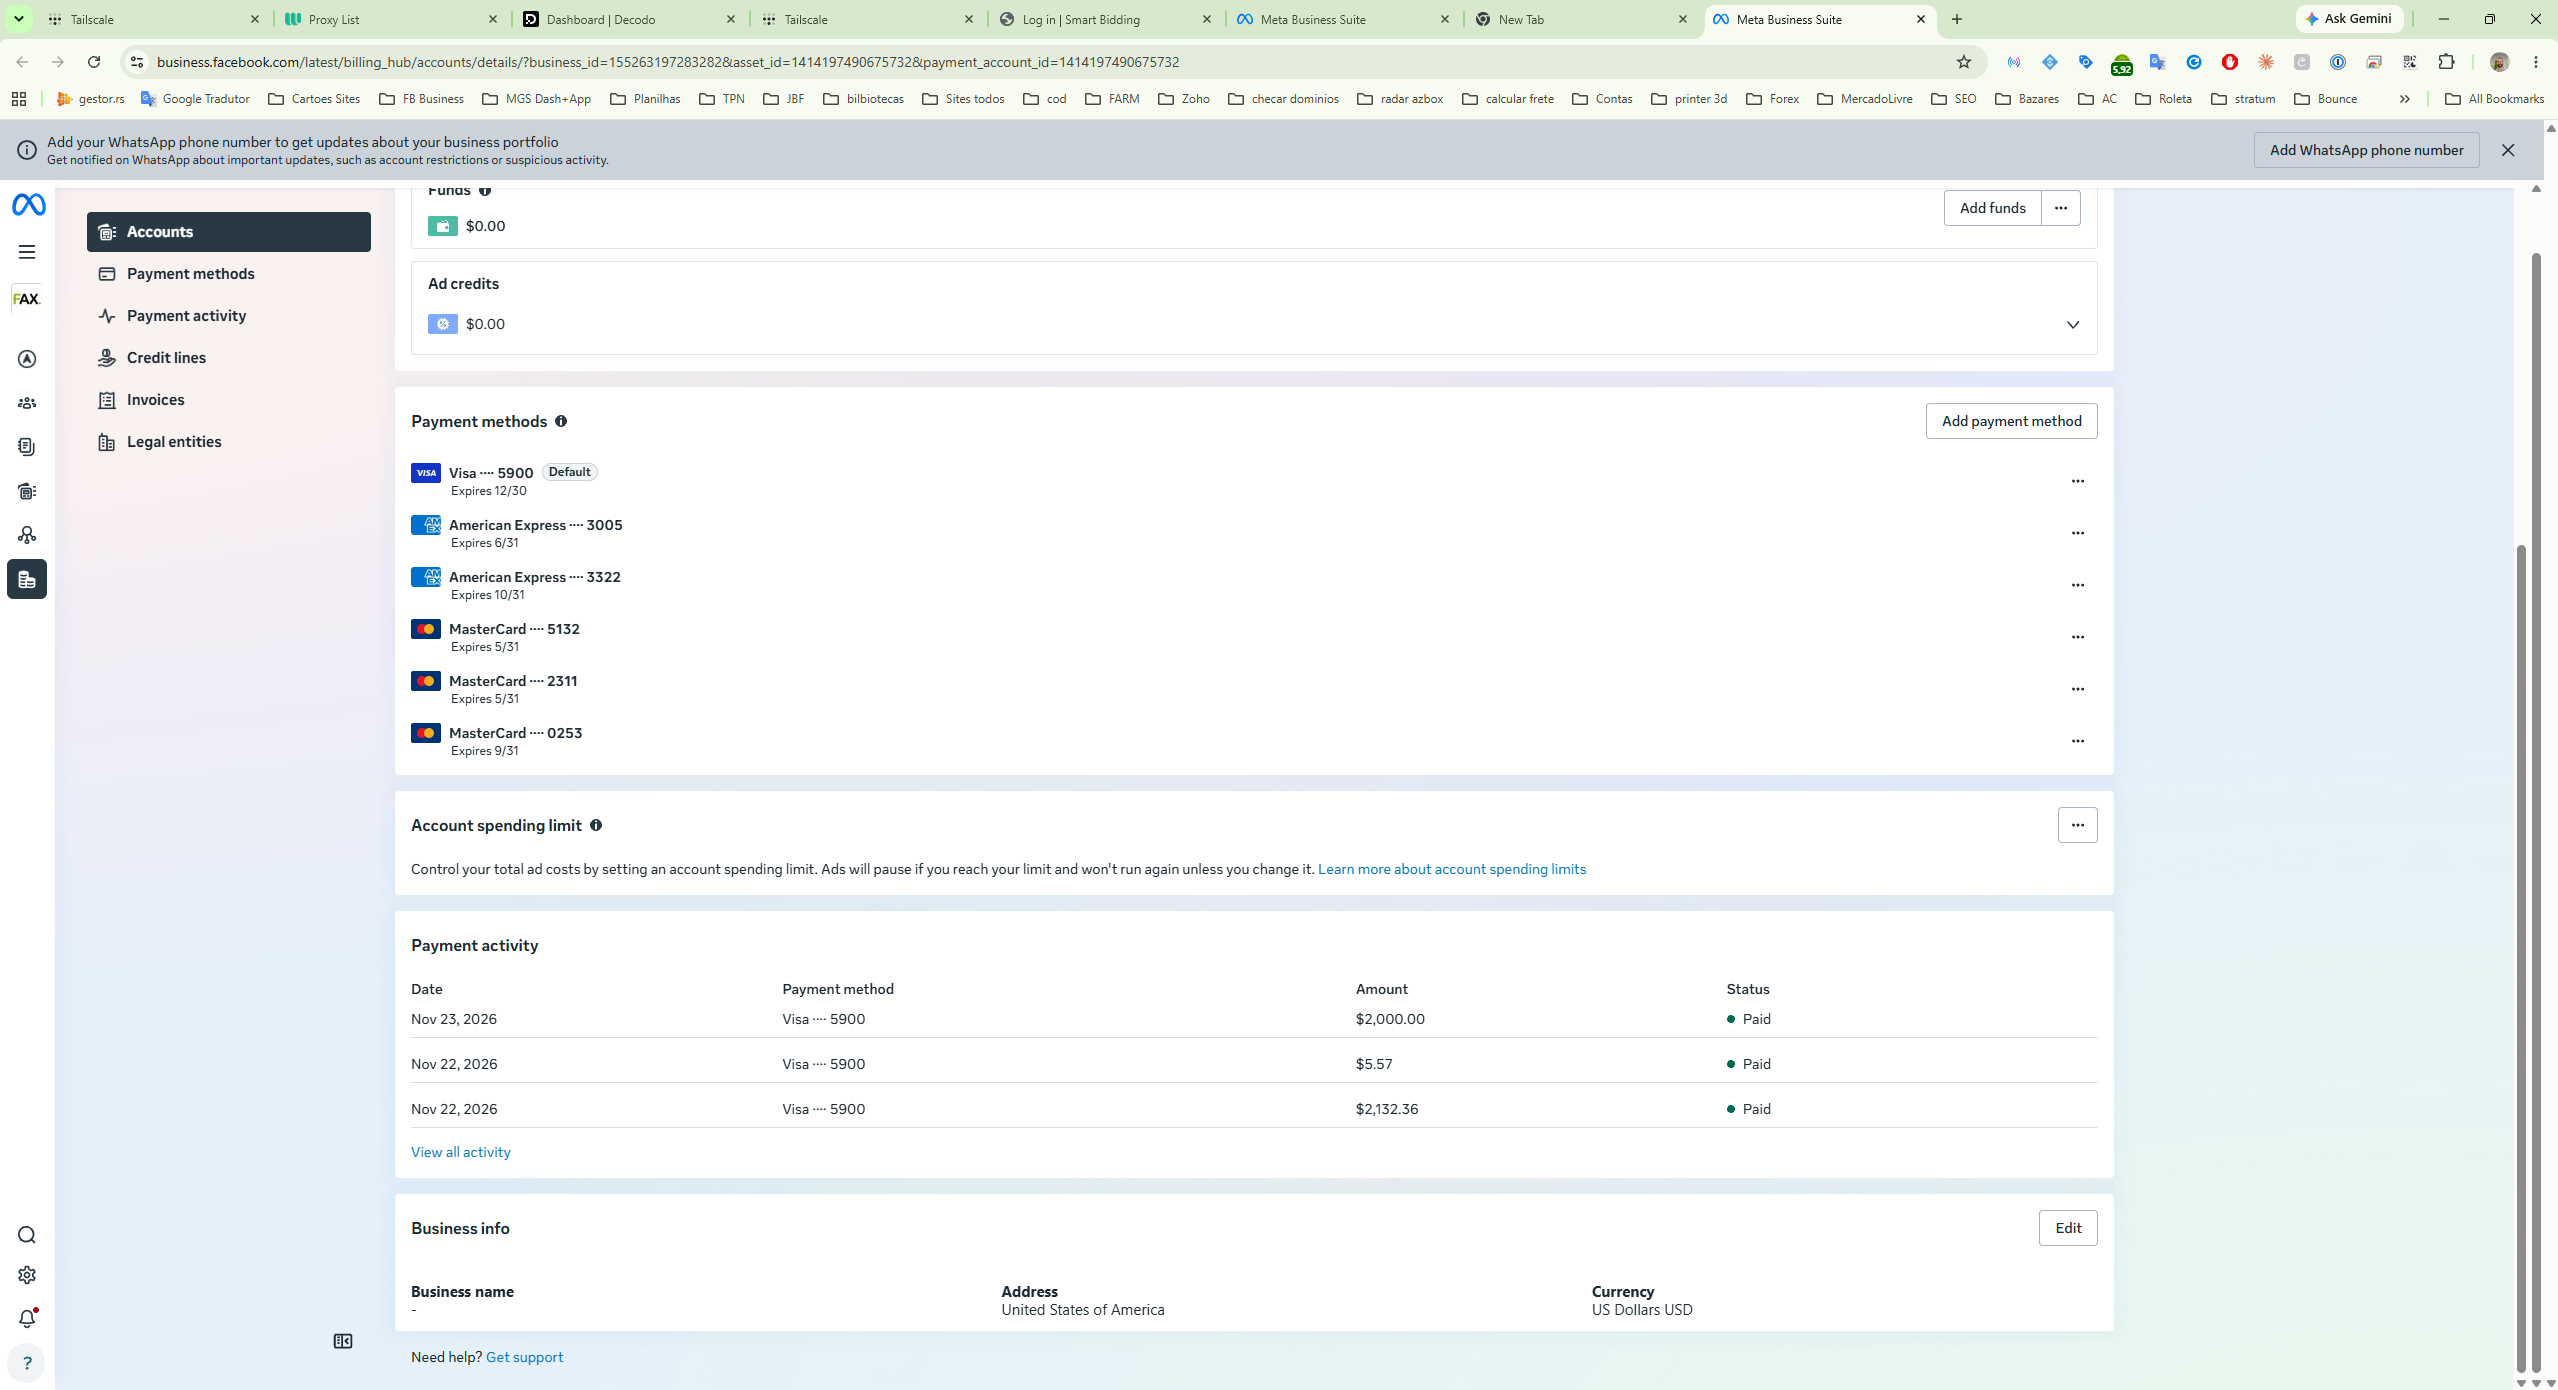 Tailscale
Proxy List
Dashboard | Decodo
Tailscale
Log in | Smart Bidding
Meta Business Suite
New Tab
Meta Business Suite
Ask Gemini
business.facebook.com/latest/billing_hub/accounts/details/?business_id=155263197283282&asset_id=1414197490675732&payment_account_id=1414197490675732
5,92
gestor.rs
Google Tradutor
Cartoes Sites
FB Business
MGS Dash+App
Planilhas
TPN
JBF
bilbiotecas
Sites todos
cod
FARM
Zoho
checar dominios
radar azbox
calcular frete
Contas
printer 3d
Forex
MercadoLivre
SEO
Bazares
AC
Roleta
stratum
Bounce
All Bookmarks
Add your WhatsApp phone number to get updates about your business portfolio
Get notified on WhatsApp about important updates, such as account restrictions or suspicious activity.
Add WhatsApp phone number
FAX.
Accounts
Payment methods
Payment activity
Credit lines
Invoices
Legal entities
Funds
$0.00
Add funds
Ad credits
$0.00
Payment methods
Add payment method
VISA Visa ···· 5900 Default
Expires 12/30
AM EX American Express ···· 3005
Expires 6/31
AM EX American Express ···· 3322
Expires 10/31
MasterCard ···· 5132
Expires 5/31
MasterCard ···· 2311
Expires 5/31
MasterCard ···· 0253
Expires 9/31
Account spending limit
Control your total ad costs by setting an account spending limit. Ads will pause if you reach your limit and won't run again unless you change it. Learn more about account spending limits
Payment activity
Date Payment method Amount Status
Nov 23, 2026 Visa ···· 5900 $2,000.00 Paid
Nov 22, 2026 Visa ···· 5900 $5.57 Paid
Nov 22, 2026 Visa ···· 5900 $2,132.36 Paid
View all activity
Business info
Edit
Business name Address Currency
- United States of America US Dollars USD
Need help? Get support